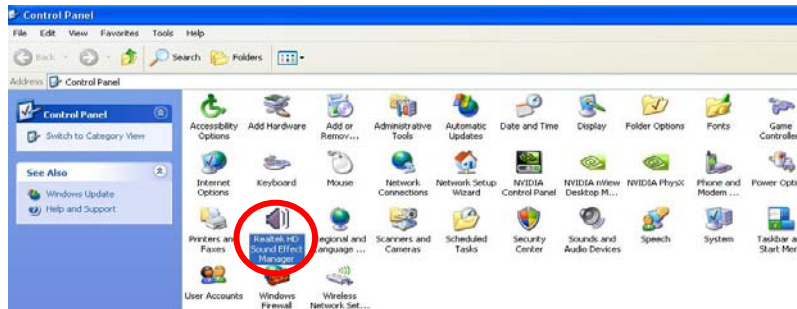 Control Panel
File Edit View Favorites Tools Help
Back Search Folders
Address Control Panel
Control Panel
Switch to Category View
See Also
Windows Update
Help and Support
Accessibility Options Add Hardware Add or Remov... Administrative Tools Automatic Updates Date and Time Display Folder Options Fonts Game Controller
Internet Options Keyboard Mouse Network Connections Network Setup Wizard NVIDIA Control Panel NVIDIA nView Desktop M... NVIDIA PhysX Phone and Modem ... Power Opti
Printers and Faxes Realtek HD Sound Effect Manager Regional and Language ... Scanners and Cameras Scheduled Tasks Security Center Sounds and Audio Devices Speech System Taskbar a Start Mer
User Accounts Windows Firewall Wireless Network Set...